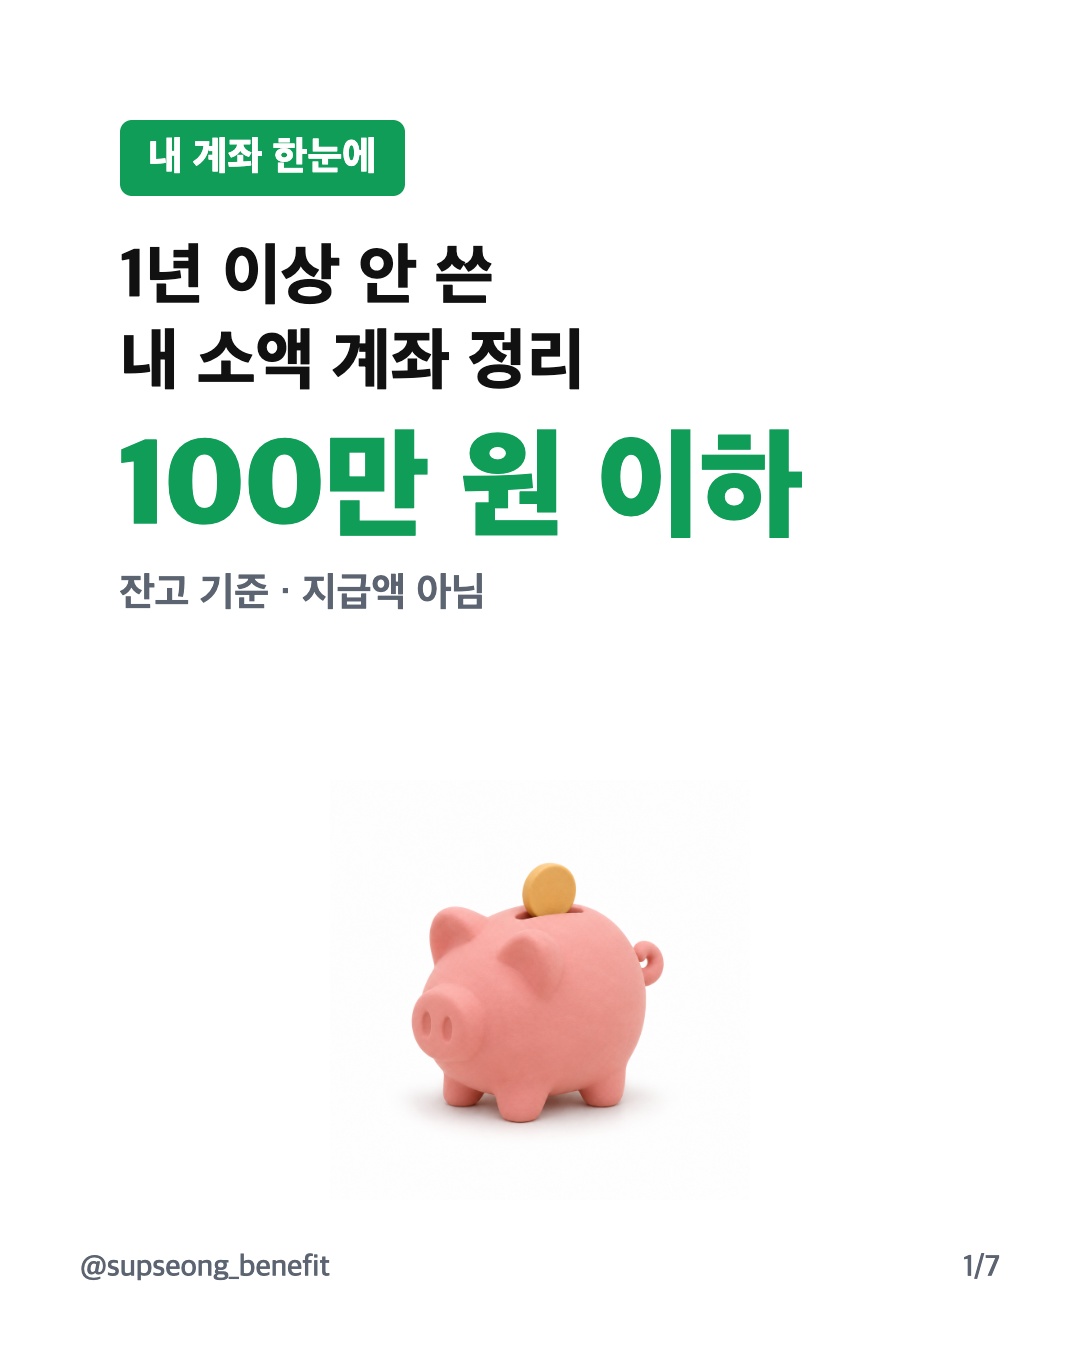 내 계좌 한눈에
1년 이상 안 쓴
내 소액 계좌 정리
100만 원 이하
잔고 기준 · 지급액 아님
@supseong_benefit
1/7